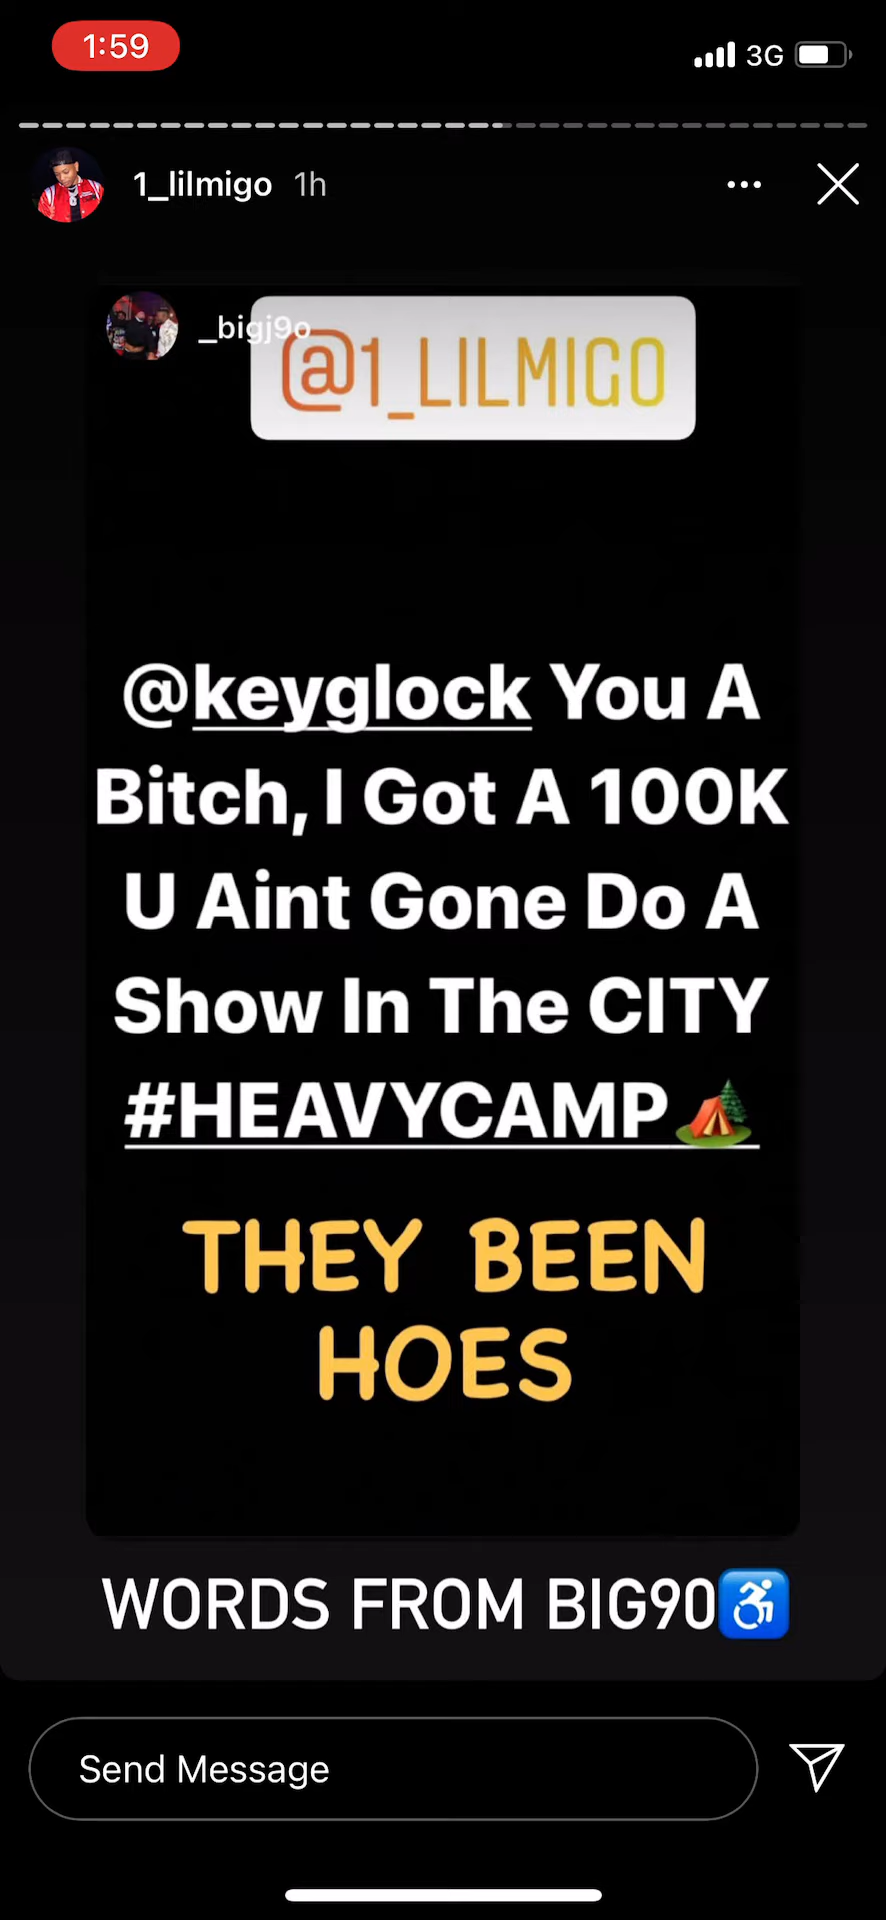 1:59
3G
1_lilmigo 1h
_bigj9o
@1_LILMIGO
@keyglock You A
Bitch, I Got A 100K
U Aint Gone Do A
Show In The CITY
#HEAVYCAMP🏕️
THEY BEEN
HOES
WORDS FROM BIG90♿
Send Message